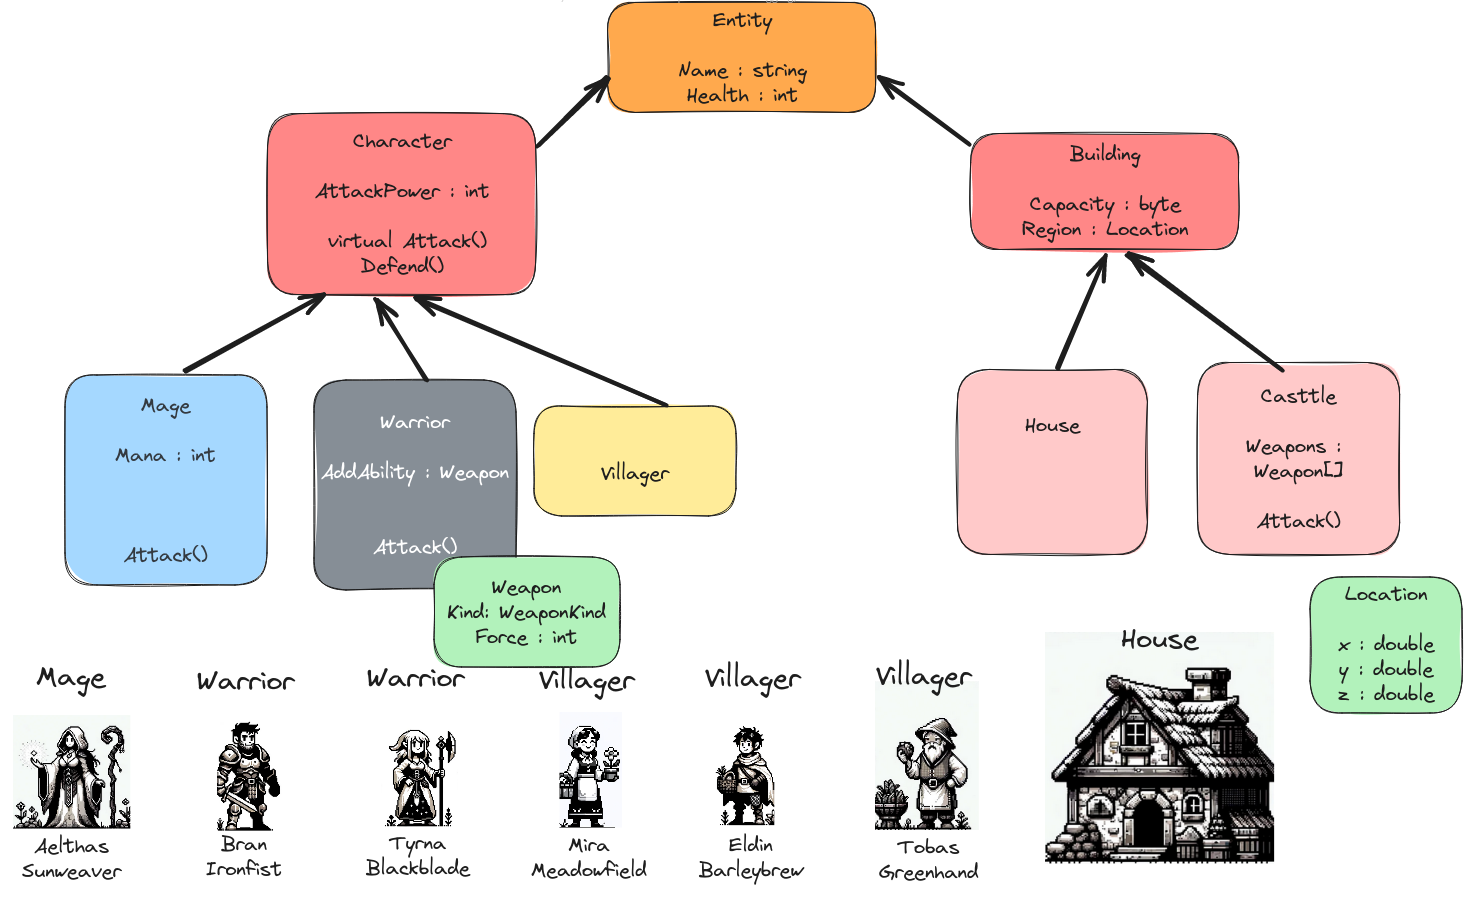 Entity
Name : string
Health : int
Character
AttackPower : int
virtual Attack()
Defend()
Building
Capacity : byte
Region : Location
Mage
Mana : int
Attack()
Warrior
AddAbility : Weapon
Attack()
Villager
House
Casttle
Weapons :
Weapon[]
Attack()
Weapon
Kind: WeaponKind
Force : int
Location
x : double
y : double
z : double
Mage
Warrior
Warrior
Villager
Villager
Villager
House
Aelthas
Sunweaver
Bran
Ironfist
Tyrna
Blackblade
Mira
Meadowfield
Eldin
Barleybrew
Tobas
Greenhand